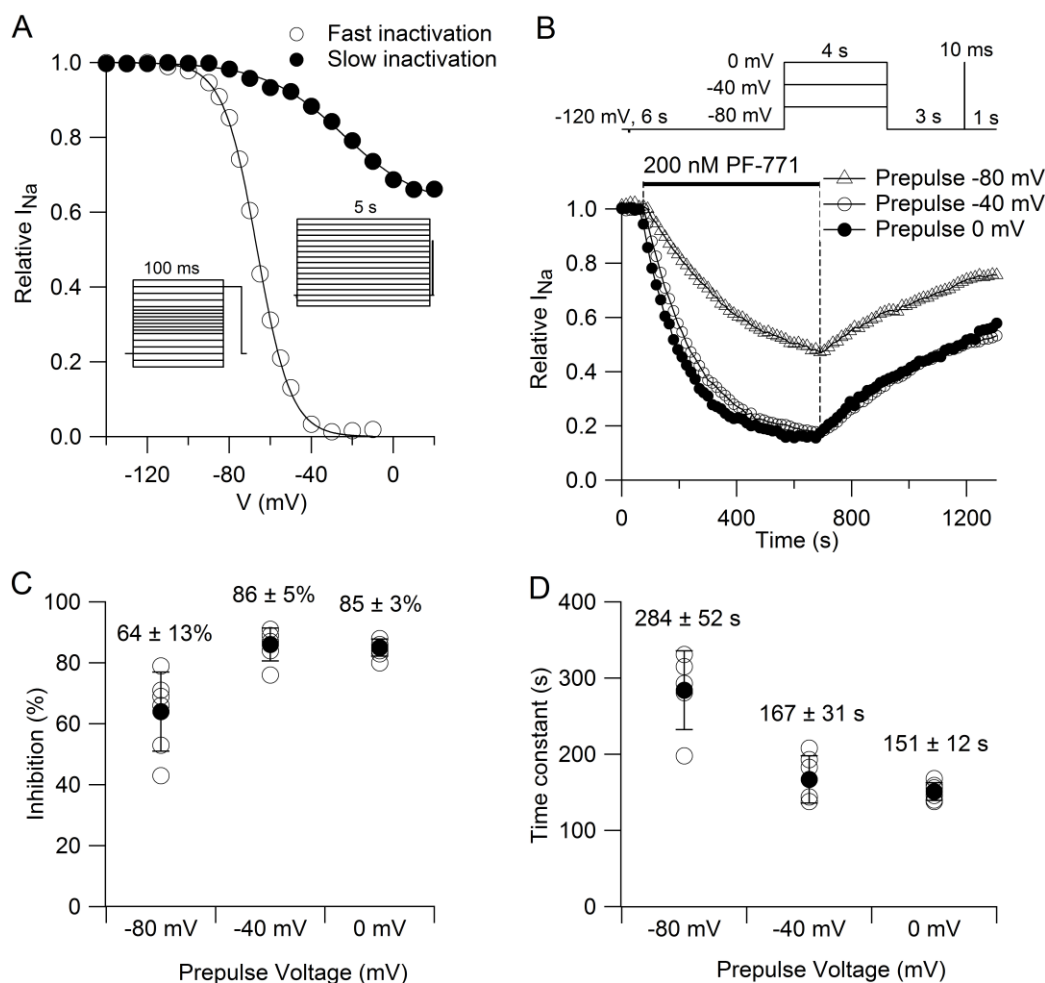 A
Fast inactivation
Slow inactivation
1.0
0.8
0.6
0.4
0.2
0.0
Relative I_Na
100 ms
5 s
-120 -80 -40 0
V (mV)
B
0 mV
-40 mV
-80 mV
-120 mV, 6 s
4 s
10 ms
3 s
1 s
200 nM PF-771
Prepulse -80 mV
Prepulse -40 mV
Prepulse 0 mV
1.0
0.8
0.6
0.4
0.2
0.0
Relative I_Na
0 400 800 1200
Time (s)
C
100
80
60
40
20
0
Inhibition (%)
64 ± 13%
86 ± 5%
85 ± 3%
-80 mV -40 mV 0 mV
Prepulse Voltage (mV)
D
400
300
200
100
0
Time constant (s)
284 ± 52 s
167 ± 31 s
151 ± 12 s
-80 mV -40 mV 0 mV
Prepulse Voltage (mV)